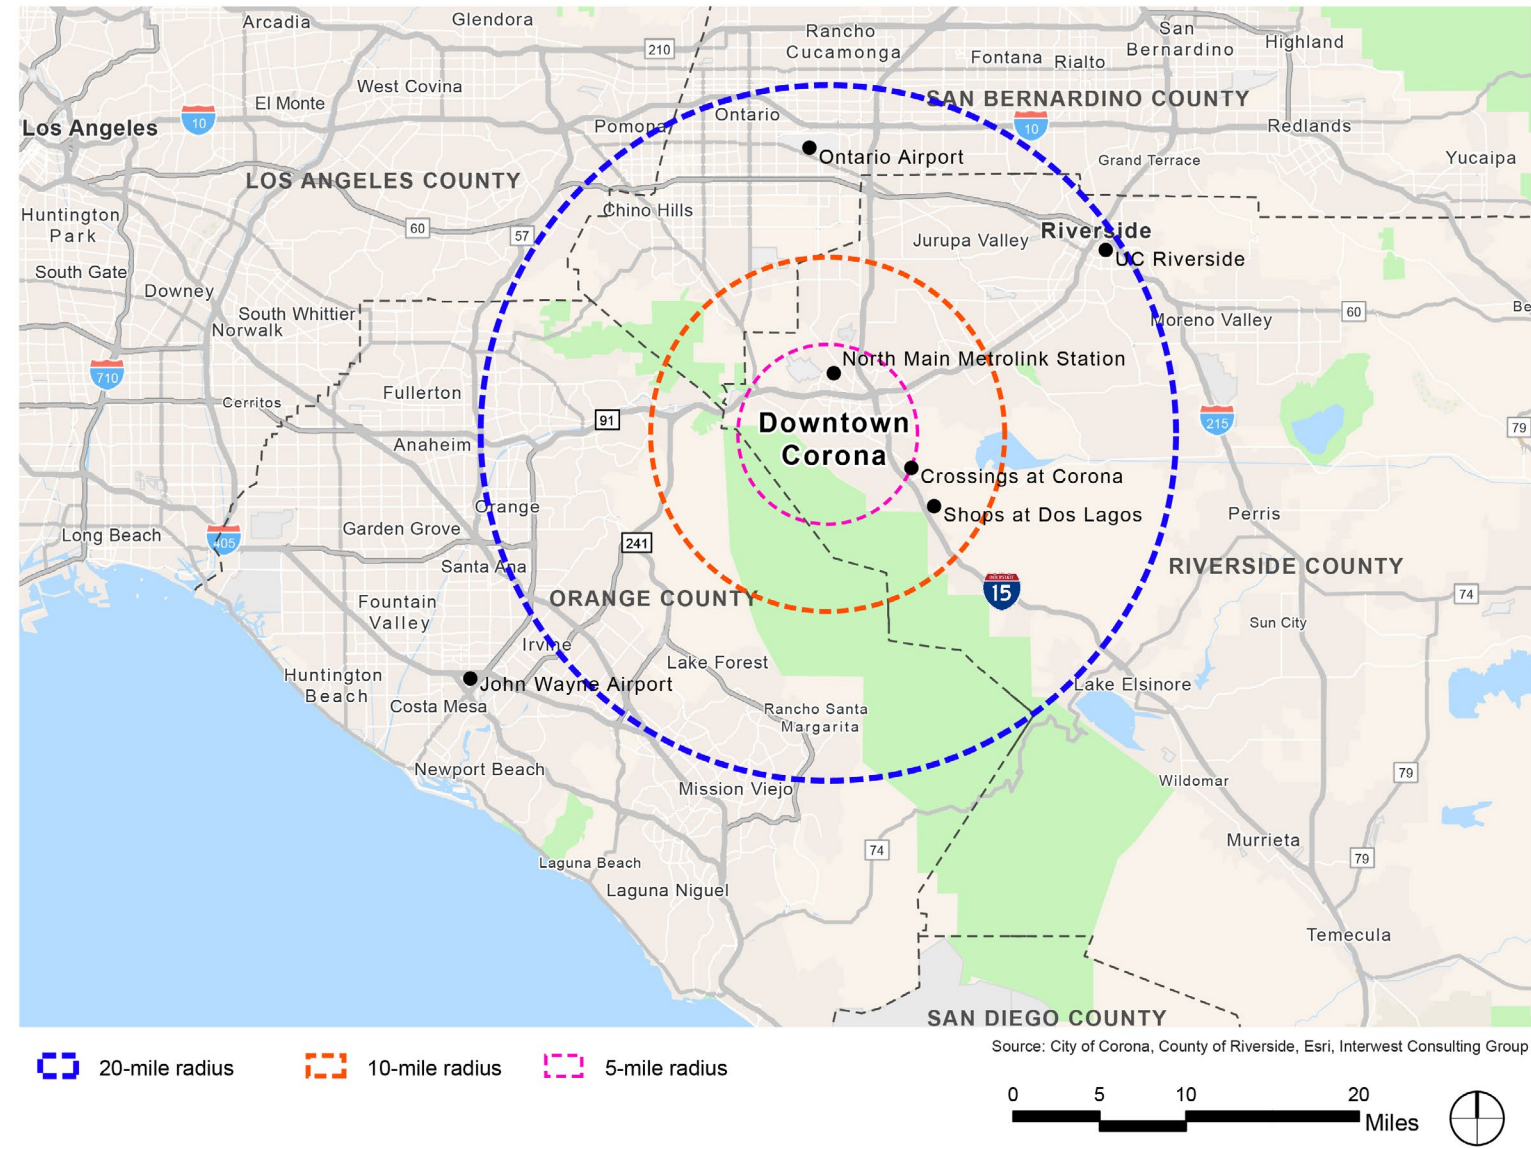 Arcadia
Glendora
Rancho
Cucamonga
San
Bernardino
Highland
210
Fontana
Rialto
West Covina
El Monte
SAN BERNARDINO COUNTY
Los Angeles
10
Pomona
Ontario
10
Redlands
Ontario Airport
Grand Terrace
Yucaipa
LOS ANGELES COUNTY
Huntington
Park
60
57
Chino Hills
Jurupa Valley
Riverside
UC Riverside
South Gate
Downey
South Whittier
Norwalk
Moreno Valley
60
Be
710
North Main Metrolink Station
Fullerton
Cerritos
91
Downtown
Corona
215
79
Anaheim
Crossings at Corona
Orange
Shops at Dos Lagos
Perris
Long Beach
405
Garden Grove
241
Santa Ana
RIVERSIDE COUNTY
INTERSTATE
15
74
ORANGE COUNTY
Fountain
Valley
Sun City
Irvine
Lake Forest
Huntington
Beach
John Wayne Airport
Lake Elsinore
Costa Mesa
Rancho Santa
Margarita
Newport Beach
Mission Viejo
Wildomar
79
74
Murrieta
79
Laguna Beach
Laguna Niguel
Temecula
SAN DIEGO COUNTY
Source: City of Corona, County of Riverside, Esri, Interwest Consulting Group
20-mile radius
10-mile radius
5-mile radius
0 5 10 20
Miles